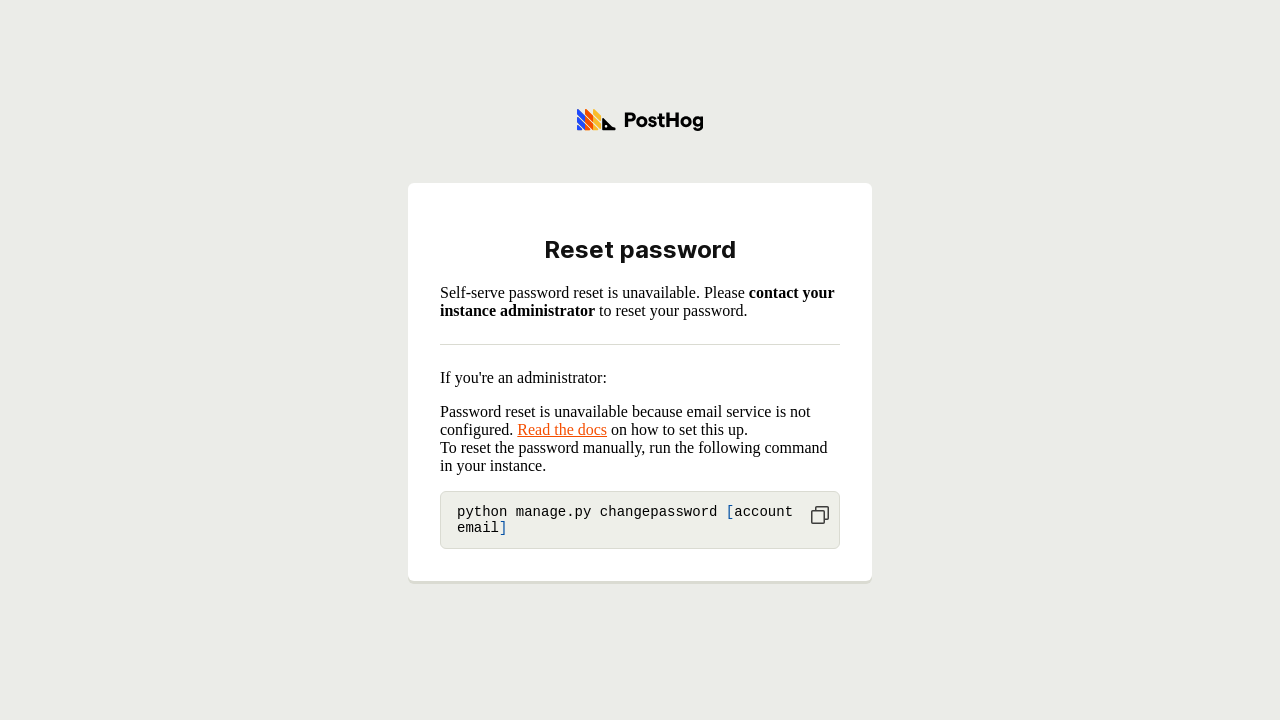 PostHog
Reset password
Self-serve password reset is unavailable. Please contact your
instance administrator to reset your password.
If you're an administrator:
Password reset is unavailable because email service is not
configured. Read the docs on how to set this up.
To reset the password manually, run the following command
in your instance.
python manage.py changepassword [account
email]